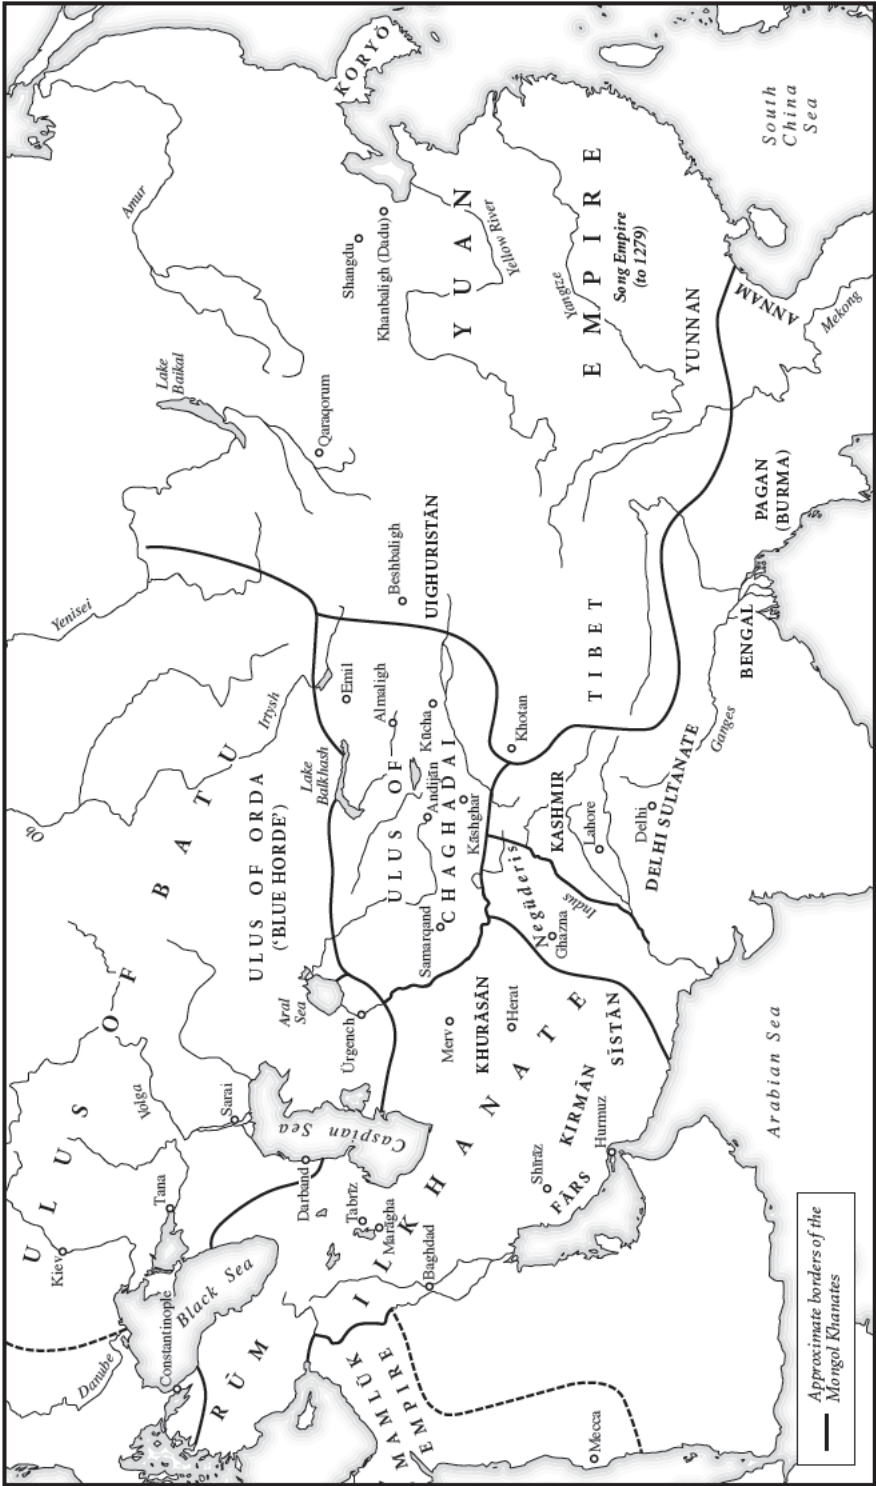 U L U S   O F   B A T U
Kiev
Danube
Tana
Volga
Sarai
Ob
Irtysh
Yenisei
Lake
Baikal
Amur
Constantinople
Black Sea
Darband
Caspian Sea
Aral
Sea
ULUS OF ORDA
(‘BLUE HORDE’)
Lake
Balkhash
Qaraqorum
Shangdu
Khanbaligh (Dadu)
KORYŎ
RŪM
Tabrīz
Marāgha
Ürgench
Emil
Almaligh
Beshbaligh
UIGHURISTĀN
ULUS OF
CHAGHADAI
Kūcha
Andijān
Kāshghar
Samarqand
Merv
KHURĀSĀN
Herat
ILKHANATE
Baghdad
MAMLŪK
EMPIRE
Mecca
Shīrāz
FĀRS
KIRMĀN
Hurmuz
SĪSTĀN
Negüderis
Ghazna
Indus
KASHMIR
Lahore
Delhi
DELHI SULTANATE
Ganges
Khotan
TIBET
YUAN
EMPIRE
Yellow River
Yangtze
Song Empire
(to 1279)
YUNNAN
ANNAM
Mekong
PAGAN
(BURMA)
BENGAL
South
China
Sea
Arabian Sea
Approximate borders of the
Mongol Khanates